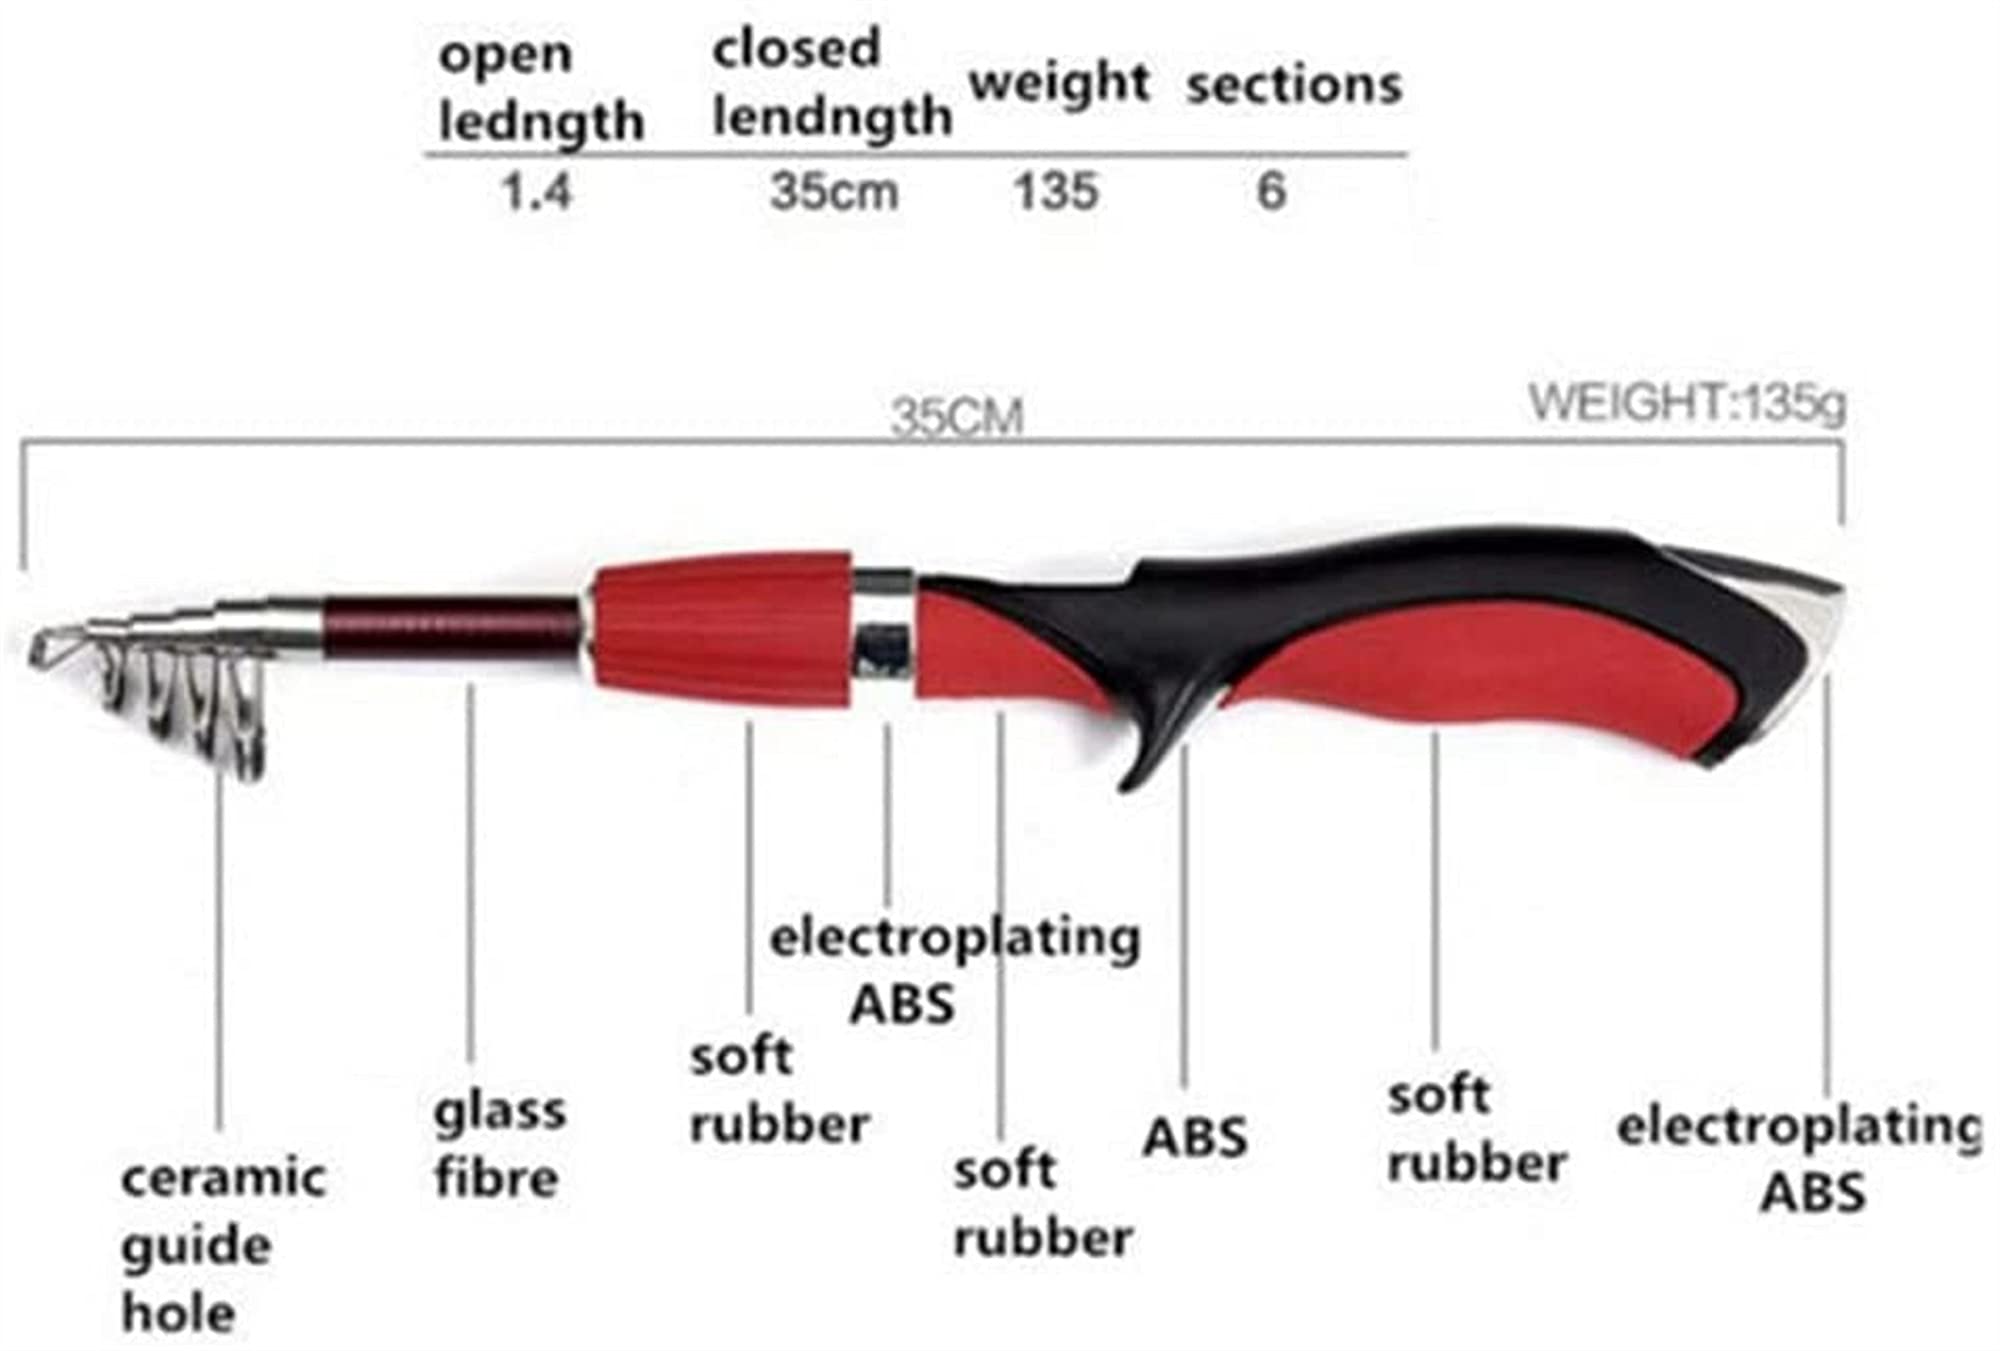 open
ledngth
closed
lendngth
weight
sections
1.4
35cm
135
6
35CM
WEIGHT:135g
electroplating
ABS
soft
rubber
glass
fibre
soft
rubber
ABS
soft
rubber
electroplating
ABS
ceramic
guide
hole